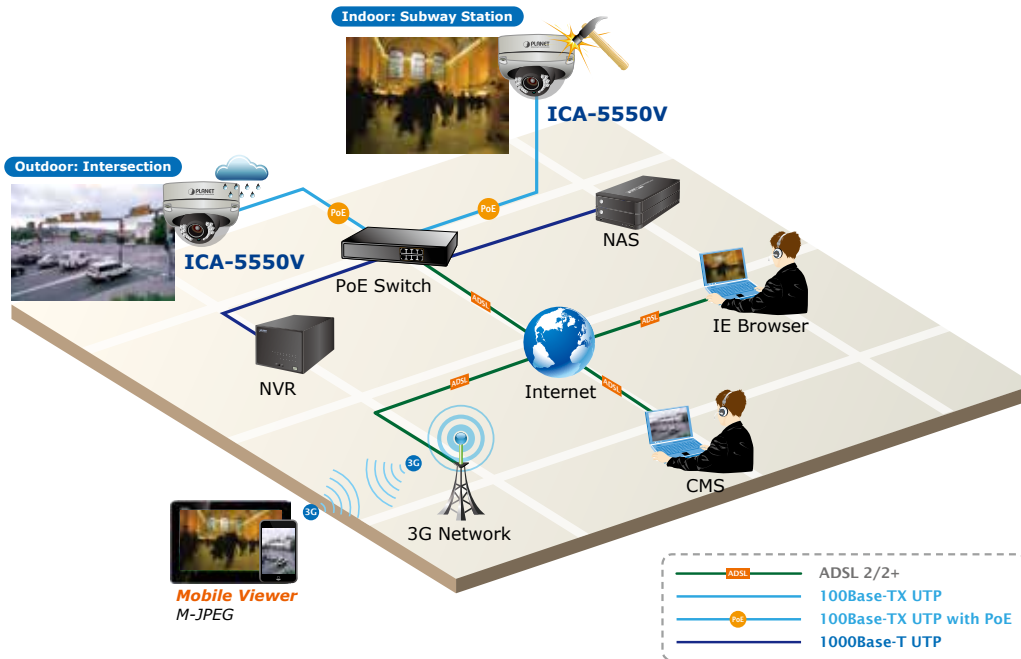 Indoor: Subway Station
PLANET
ICA-5550V
Outdoor: Intersection
PLANET
ICA-5550V
PoE
PoE
NAS
PoE Switch
ADSL
IE Browser
ADSL
NVR
Internet
ADSL
ADSL
CMS
3G
3G
3G Network
Mobile Viewer
M-JPEG
ADSL
ADSL 2/2+
100Base-TX UTP
PoE
100Base-TX UTP with PoE
1000Base-T UTP